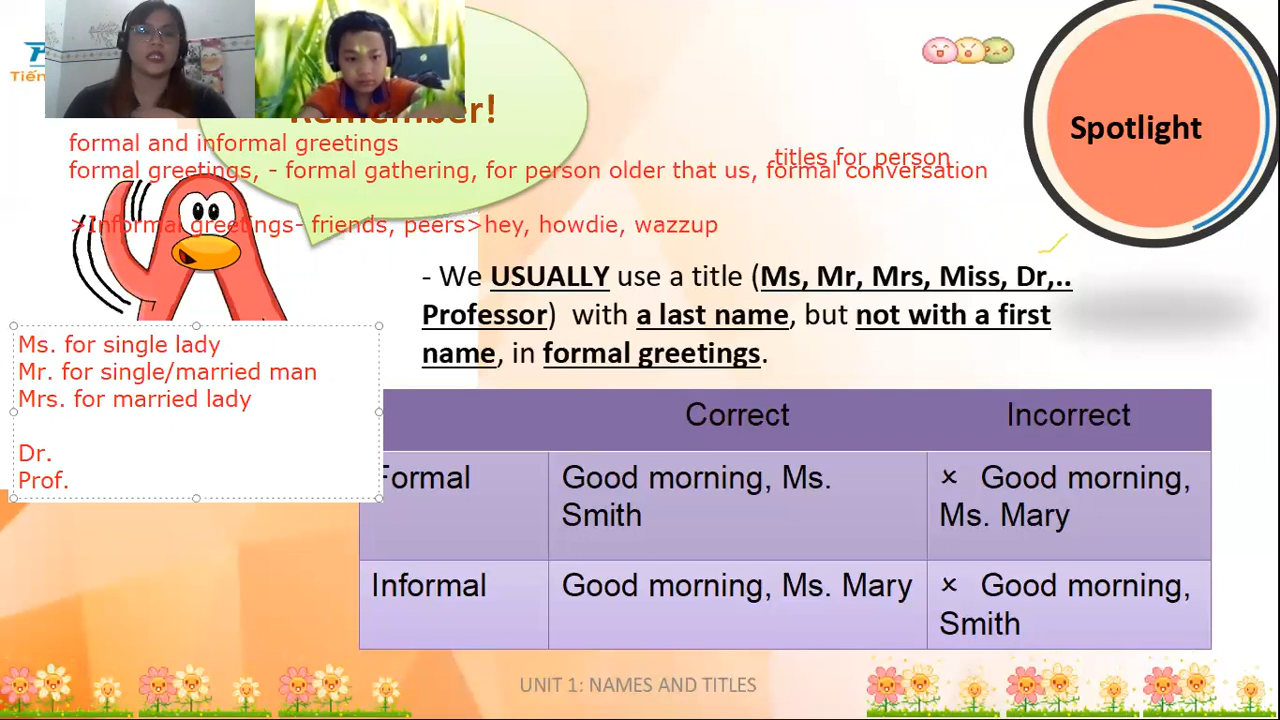 Tiến
Remember!
Spotlight
formal and informal greetings
titles for person
formal greetings, - formal gathering, for person older that us, formal conversation
>Informal greetings- friends, peers>hey, howdie, wazzup
- We USUALLY use a title (Ms, Mr, Mrs, Miss, Dr,..
Professor) with a last name, but not with a first
name, in formal greetings.
Ms. for single lady
Mr. for single/married man
Mrs. for married lady
Dr.
Prof.
Correct Incorrect
Formal Good morning, Ms. × Good morning,
Smith Ms. Mary
Informal Good morning, Ms. Mary × Good morning,
Smith
UNIT 1: NAMES AND TITLES